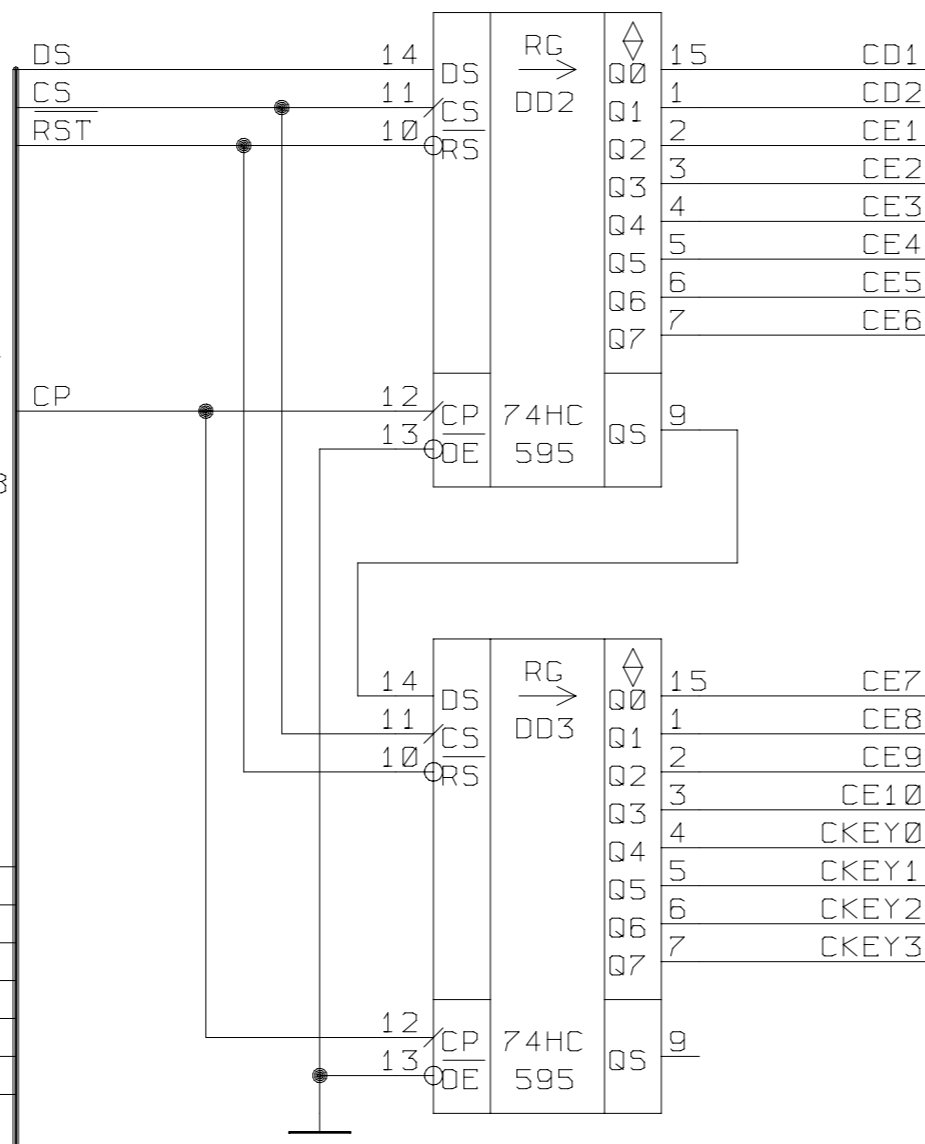 DS 14 DS RG Q0 15 CD1
CS 11 CS DD2 Q1 1 CD2
RST 10 RS Q2 2 CE1
Q3 3 CE2
Q4 4 CE3
Q5 5 CE4
Q6 6 CE5
Q7 7 CE6
CP 12 CP 74HC QS 9
13 OE 595
14 DS RG Q0 15 CE7
11 CS DD3 Q1 1 CE8
10 RS Q2 2 CE9
Q3 3 CE10
Q4 4 CKEY0
Q5 5 CKEY1
Q6 6 CKEY2
Q7 7 CKEY3
12 CP 74HC QS 9
13 OE 595